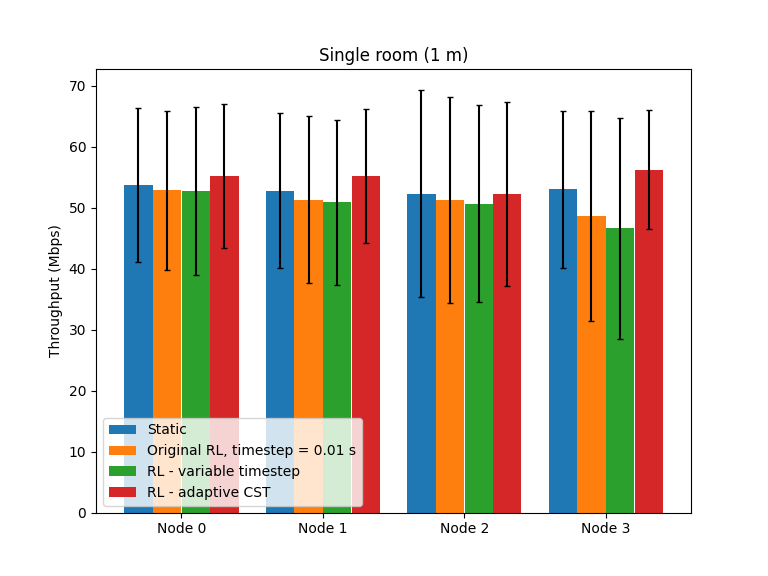 Single room (1 m)
Throughput (Mbps)
70
60
50
40
30
20
10
0
Static
Original RL, timestep = 0.01 s
RL - variable timestep
RL - adaptive CST
Node 0
Node 1
Node 2
Node 3